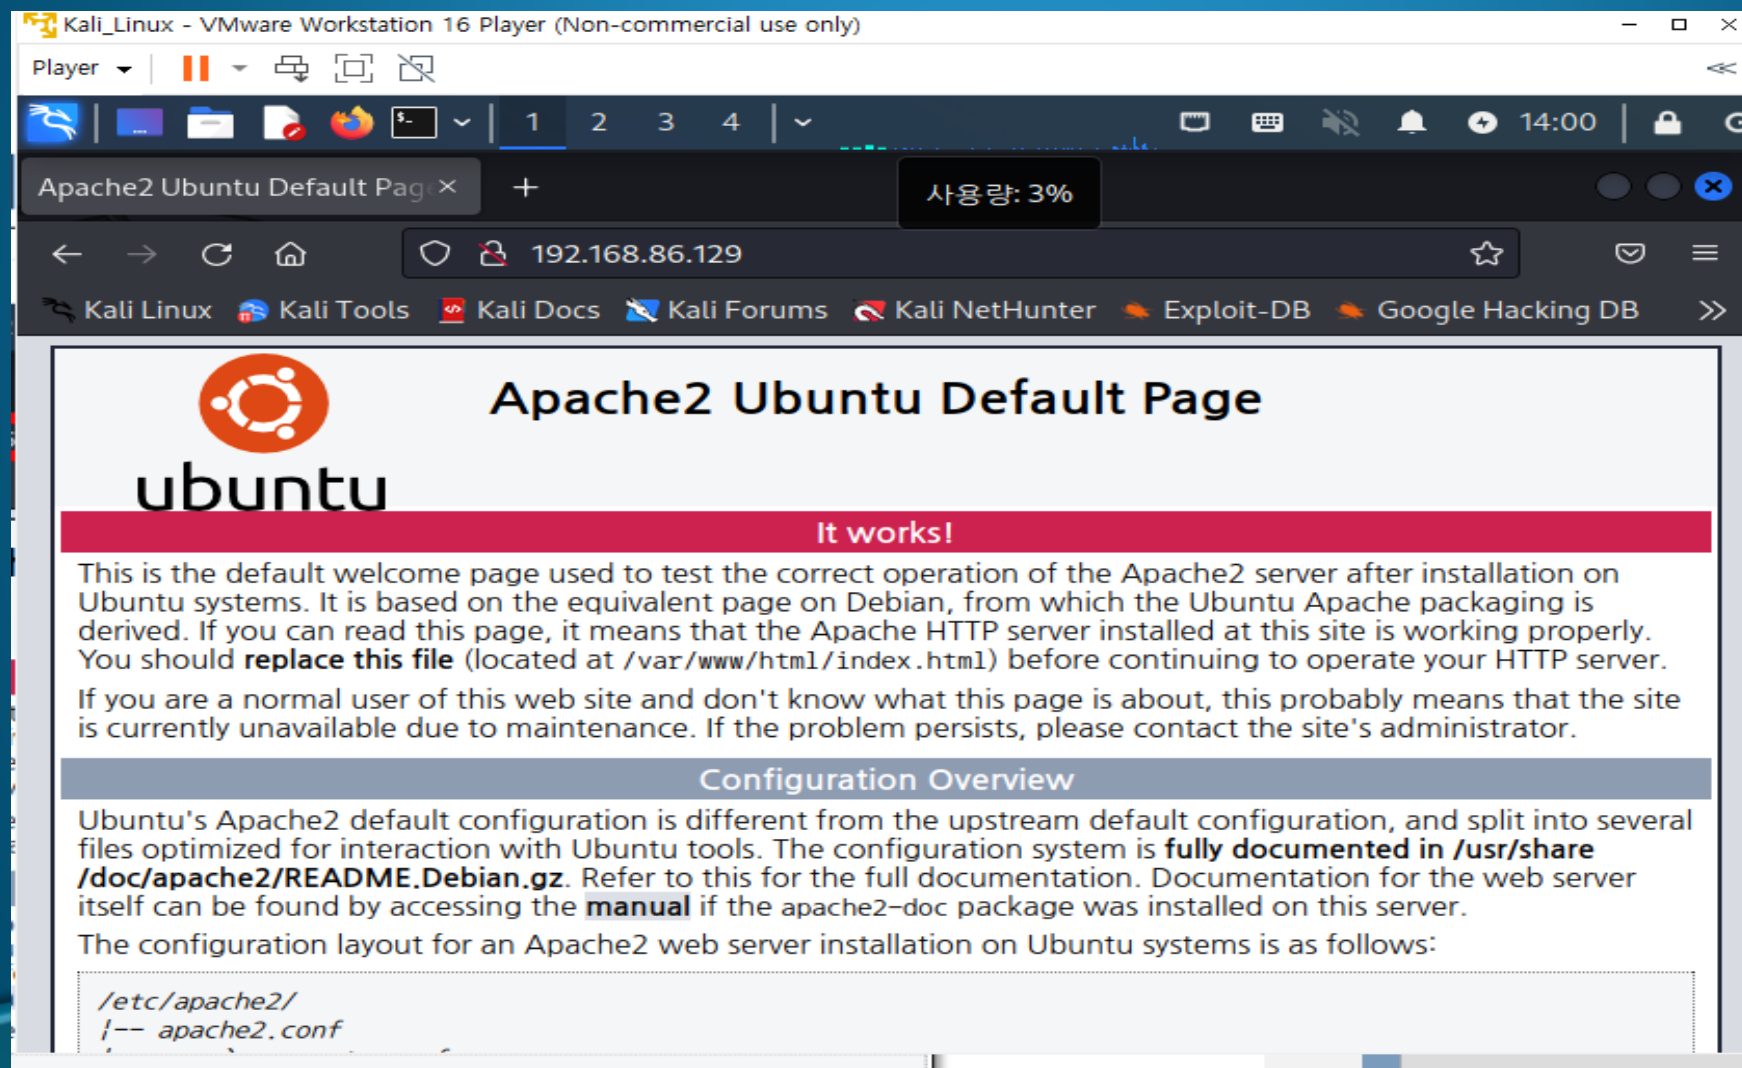 Kali_Linux - VMware Workstation 16 Player (Non-commercial use only)
Player
1 2 3 4 14:00
Apache2 Ubuntu Default Pag
사용량: 3%
192.168.86.129
Kali Linux Kali Tools Kali Docs Kali Forums Kali NetHunter Exploit-DB Google Hacking DB
ubuntu
Apache2 Ubuntu Default Page
It works!
This is the default welcome page used to test the correct operation of the Apache2 server after installation on
Ubuntu systems. It is based on the equivalent page on Debian, from which the Ubuntu Apache packaging is
derived. If you can read this page, it means that the Apache HTTP server installed at this site is working properly.
You should replace this file (located at /var/www/html/index.html) before continuing to operate your HTTP server.
If you are a normal user of this web site and don't know what this page is about, this probably means that the site
is currently unavailable due to maintenance. If the problem persists, please contact the site's administrator.
Configuration Overview
Ubuntu's Apache2 default configuration is different from the upstream default configuration, and split into several
files optimized for interaction with Ubuntu tools. The configuration system is fully documented in /usr/share
/doc/apache2/README.Debian.gz. Refer to this for the full documentation. Documentation for the web server
itself can be found by accessing the manual if the apache2-doc package was installed on this server.
The configuration layout for an Apache2 web server installation on Ubuntu systems is as follows:
/etc/apache2/
|-- apache2.conf